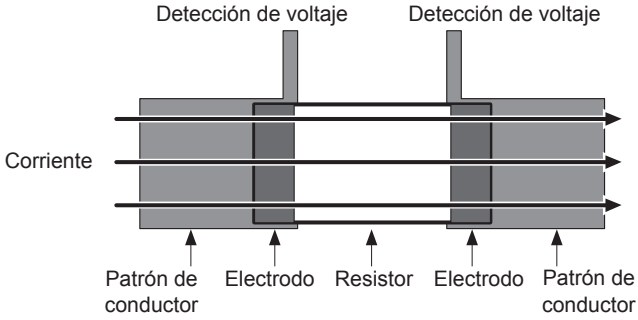 Detección de voltaje
Detección de voltaje
Corriente
Patrón de
conductor
Electrodo
Resistor
Electrodo
Patrón de
conductor